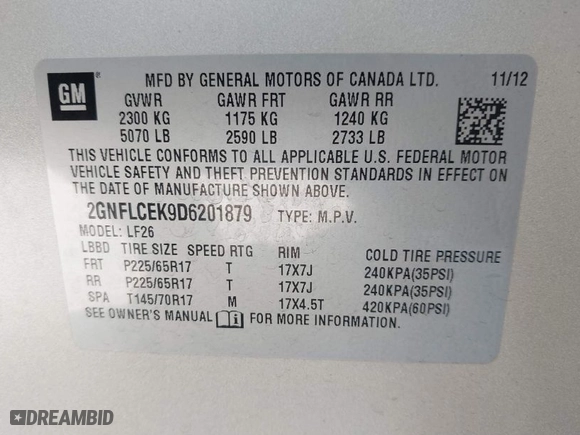 GM ® MFD BY GENERAL MOTORS OF CANADA LTD. 11/12
GVWR GAWR FRT GAWR RR
2300 KG 1175 KG 1240 KG
5070 LB 2590 LB 2733 LB
THIS VEHICLE CONFORMS TO ALL APPLICABLE U.S. FEDERAL MOTOR
VEHICLE SAFETY AND THEFT PREVENTION STANDARDS IN EFFECT ON
THE DATE OF MANUFACTURE SHOWN ABOVE.
2GNFLCEK9D6201879 TYPE: M.P.V.
MODEL: LF26
LBBD TIRE SIZE SPEED RTG RIM COLD TIRE PRESSURE
FRT P225/65R17 T 17X7J 240KPA(35PSI)
RR P225/65R17 T 17X7J 240KPA(35PSI)
SPA T145/70R17 M 17X4.5T 420KPA(60PSI)
SEE OWNER'S MANUAL FOR MORE INFORMATION.
DREAMBID